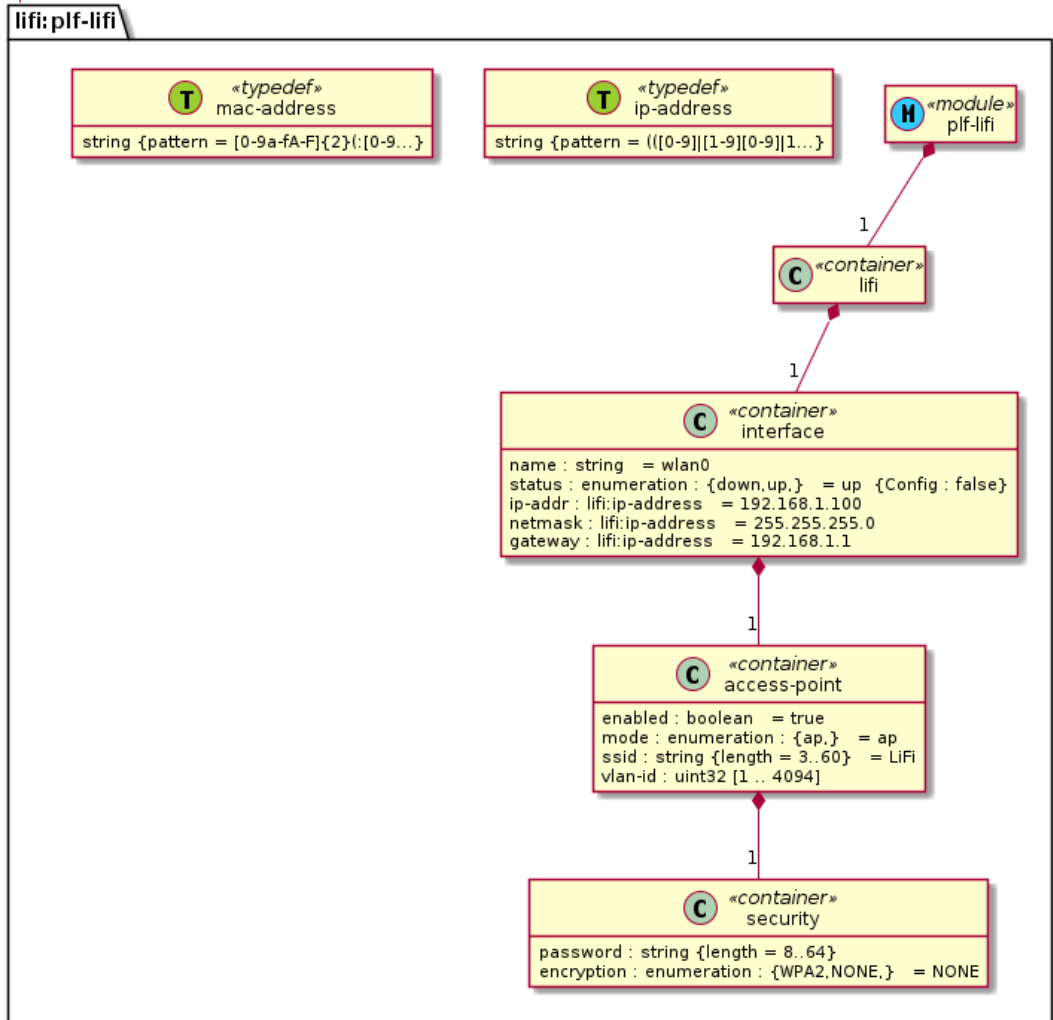 lifi:plf-lifi
T «typedef»
mac-address
string {pattern = [0-9a-fA-F]{2}(:[0-9...}
T «typedef»
ip-address
string {pattern = (([0-9]|[1-9][0-9]|1...}
M «module»
plf-lifi
1
C «container»
lifi
1
C «container»
interface
name : string = wlan0
status : enumeration : {down,up,} = up {Config : false}
ip-addr : lifi:ip-address = 192.168.1.100
netmask : lifi:ip-address = 255.255.255.0
gateway : lifi:ip-address = 192.168.1.1
1
C «container»
access-point
enabled : boolean = true
mode : enumeration : {ap,} = ap
ssid : string {length = 3..60} = LiFi
vlan-id : uint32 [1 .. 4094]
1
C «container»
security
password : string {length = 8..64}
encryption : enumeration : {WPA2,NONE,} = NONE